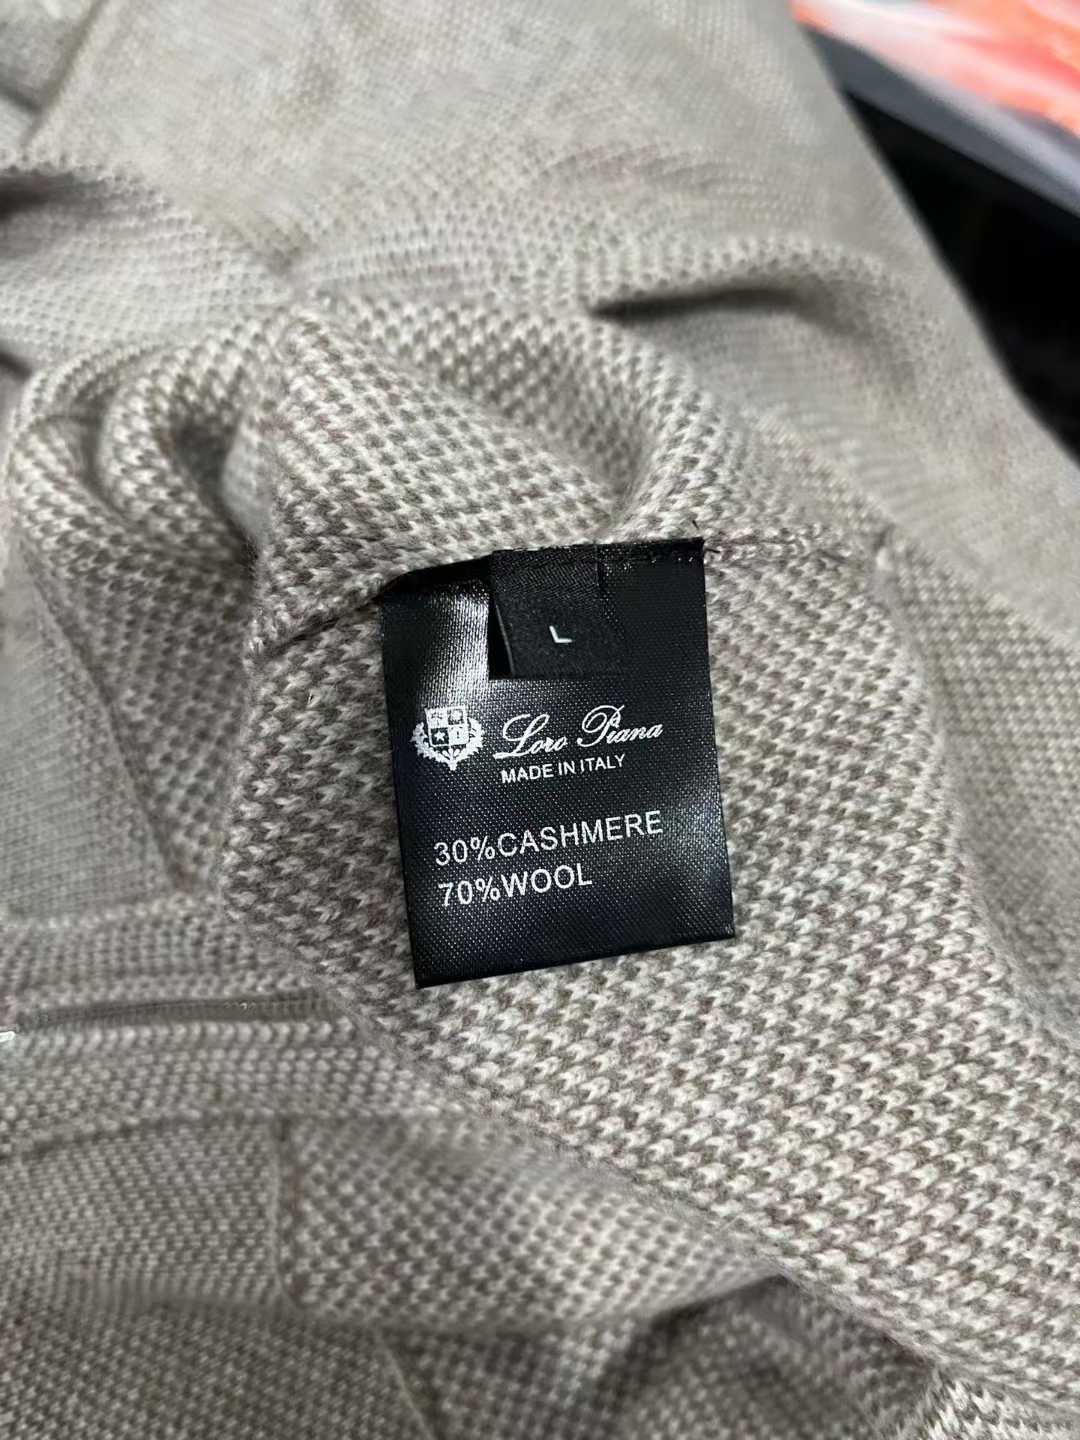 L
Loro Piana
MADE IN ITALY
30%CASHMERE
70%WOOL